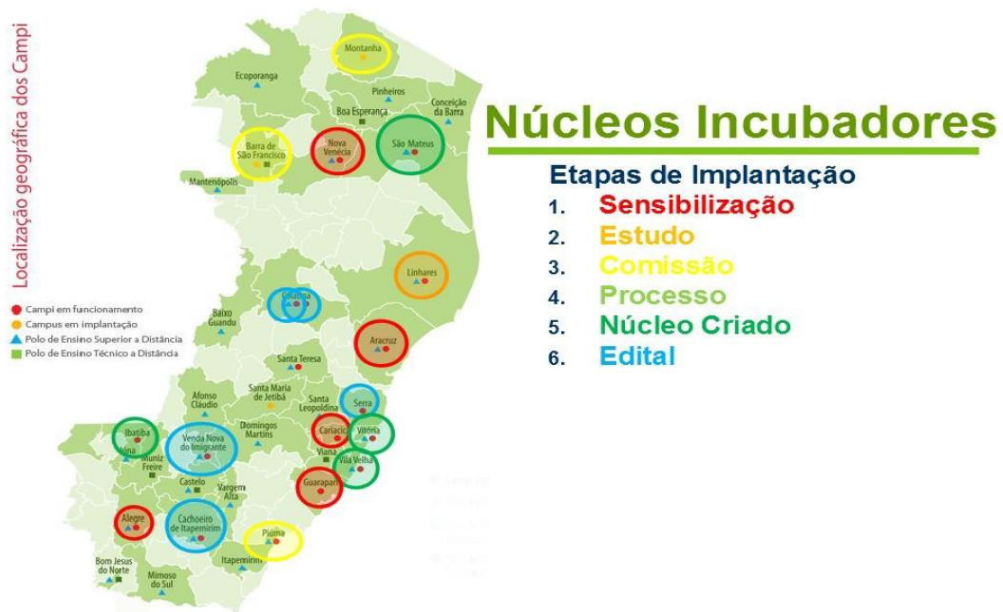 Localização geográfica dos Campi
Montanha
Ecoporanga
Pinheiros
Boa Esperança
Conceição
da Barra
Barra de
São Francisco
Nova
Venécia
São Mateus
Mantenópolis
Linhares
Baixo
Guandu
Aracruz
Santa Teresa
Santa Maria
de Jetibá
Afonso
Cláudio
Santa
Leopoldina
Serra
Ibatiba
Venda Nova
do Imigrante
Domingos
Martins
Cariacica
Vitória
Viana
Vila Velha
Muniz
Freire
Castelo
Vargem
Alta
Guarapari
Alegre
Cachoeiro
de Itapemirim
Piúma
Itapemirim
Bom Jesus
do Norte
Mimoso
do Sul
Campi em funcionamento
Campus em implantação
Polo de Ensino Superior a Distância
Polo de Ensino Técnico a Distância
Núcleos Incubadores
Etapas de Implantação
1. Sensibilização
2. Estudo
3. Comissão
4. Processo
5. Núcleo Criado
6. Edital